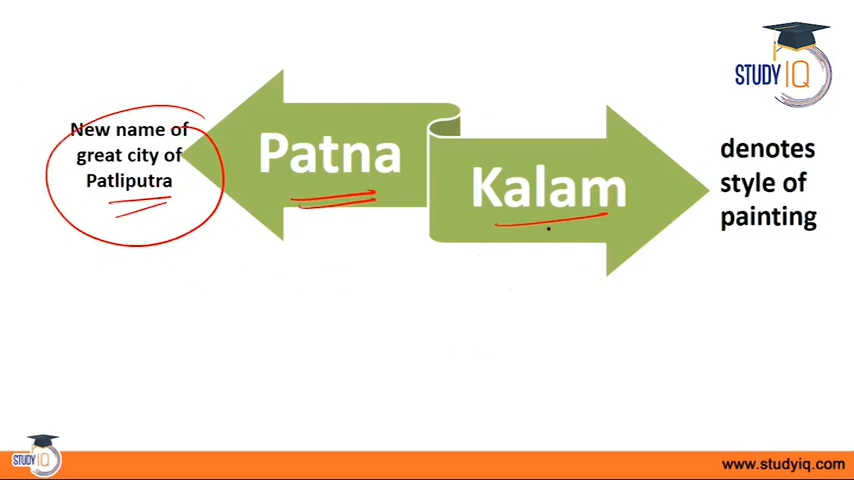 STUDY IQ
New name of
great city of
Patliputra
Patna
Kalam
denotes
style of
painting
STUDY IQ
www.studyiq.com